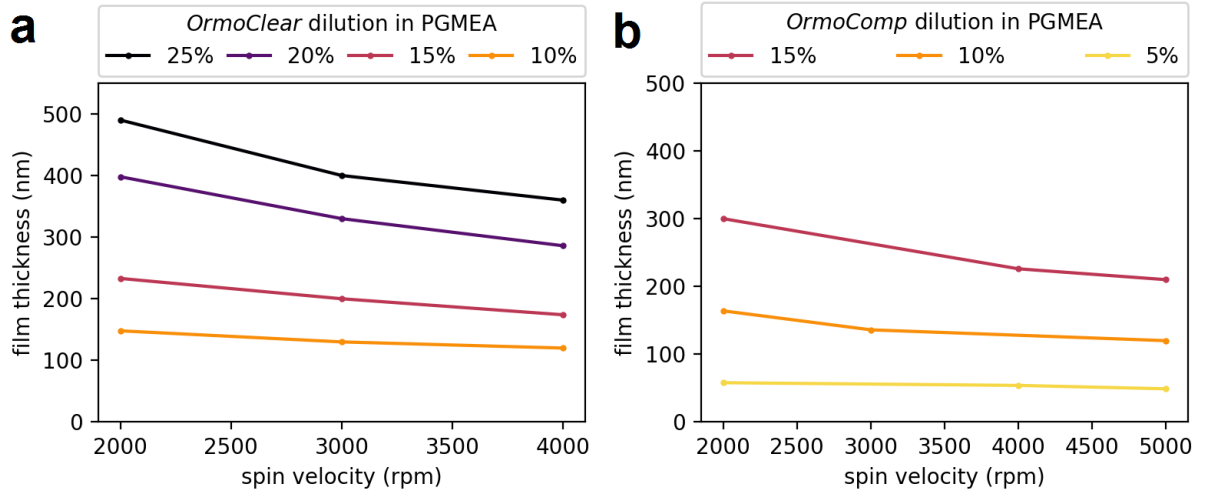 a
OrmoClear dilution in PGMEA
25% 20% 15% 10%
film thickness (nm)
500
400
300
200
100
0
2000 2500 3000 3500 4000
spin velocity (rpm)
b
OrmoComp dilution in PGMEA
15% 10% 5%
film thickness (nm)
500
400
300
200
100
0
2000 2500 3000 3500 4000 4500 5000
spin velocity (rpm)